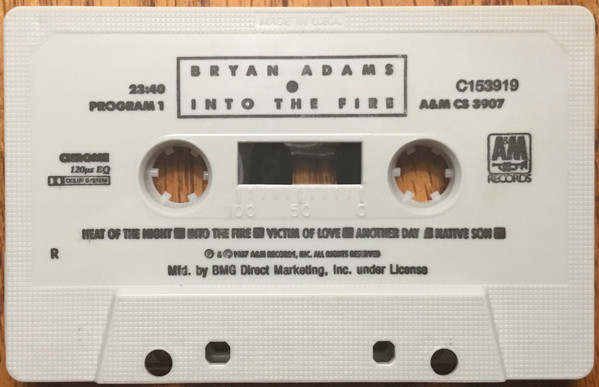 MADE IN U.S.A.
BRYAN ADAMS
INTO THE FIRE
23:40
PROGRAM 1
C153919
A&M CS 3907
CHROME
120µs EQ
DOLBY SYSTEM
A&M
RECORDS
100 50 0
HEAT OF THE NIGHT ■ INTO THE FIRE ■ VICTIM OF LOVE ■ ANOTHER DAY ■ NATIVE SON ■
R
℗ & © 1987 A&M RECORDS, INC. ALL RIGHTS RESERVED
Mfd. by BMG Direct Marketing, Inc. under License